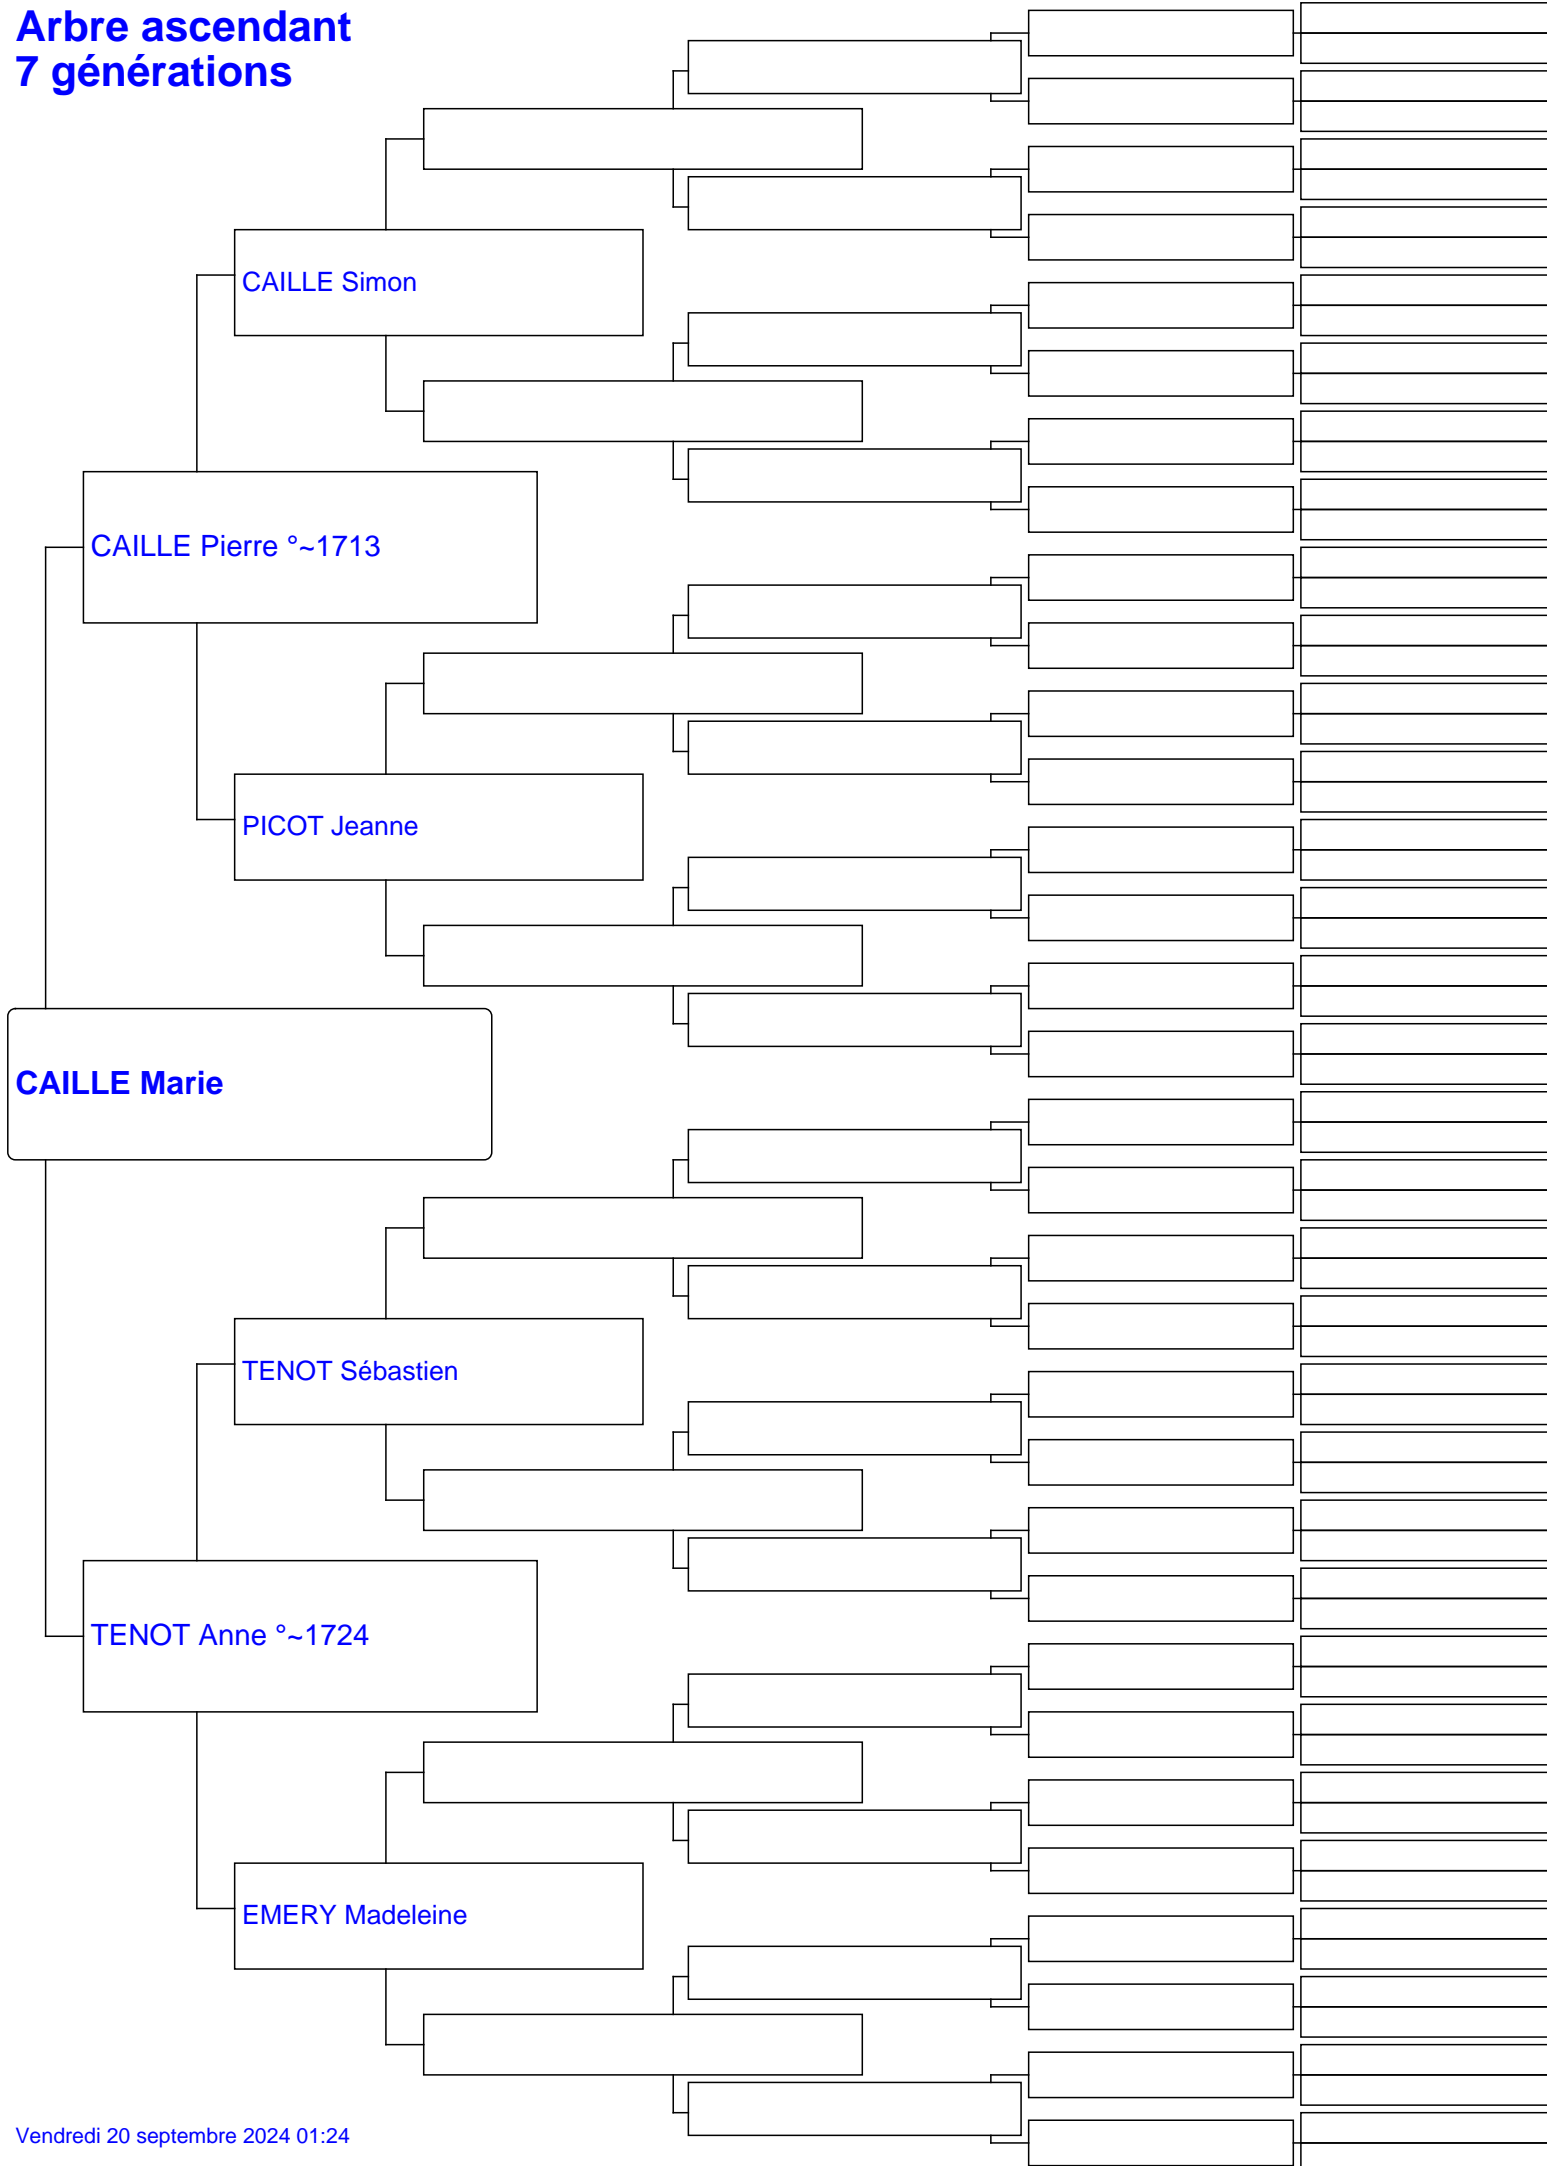 Arbre ascendant
7 générations
CAILLE Simon
CAILLE Pierre °~1713
PICOT Jeanne
CAILLE Marie
TENOT Sébastien
TENOT Anne °~1724
EMERY Madeleine
Vendredi 20 septembre 2024 01:24